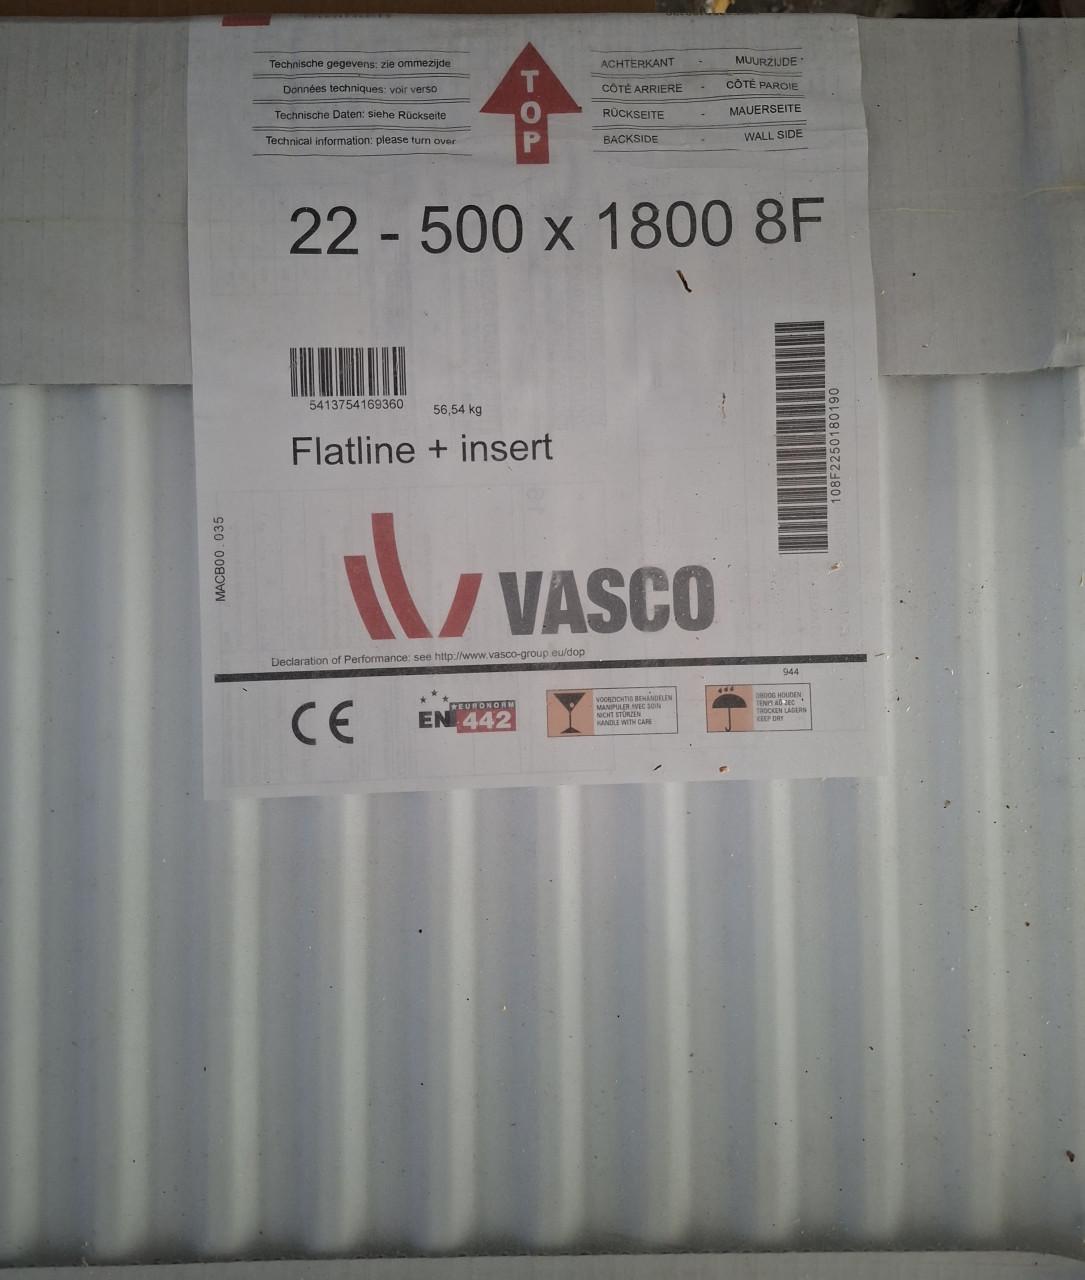 Technische gegevens: zie ommezijde
Données techniques: voir verso
Technische Daten: siehe Rückseite
Technical information: please turn over
TOP
ACHTERKANT - MUURZIJDE
CÔTÉ ARRIERE - CÔTÉ PAROIE
RÜCKSEITE - MAUERSEITE
BACKSIDE - WALL SIDE
22 - 500 x 1800 8F
5413754169360
56,54 kg
Flatline + insert
108F2250180190
MACB00 035
VASCO
Declaration of Performance: see http://www.vasco-group.eu/dop
944
CE
EURONORM
EN 442
VOORZICHTIG BEHANDELEN
MANIPULER AVEC SOIN
NICHT STÜRZEN
HANDLE WITH CARE
DROOG HOUDEN
TENIR AU SEC
TROCKEN LAGERN
KEEP DRY